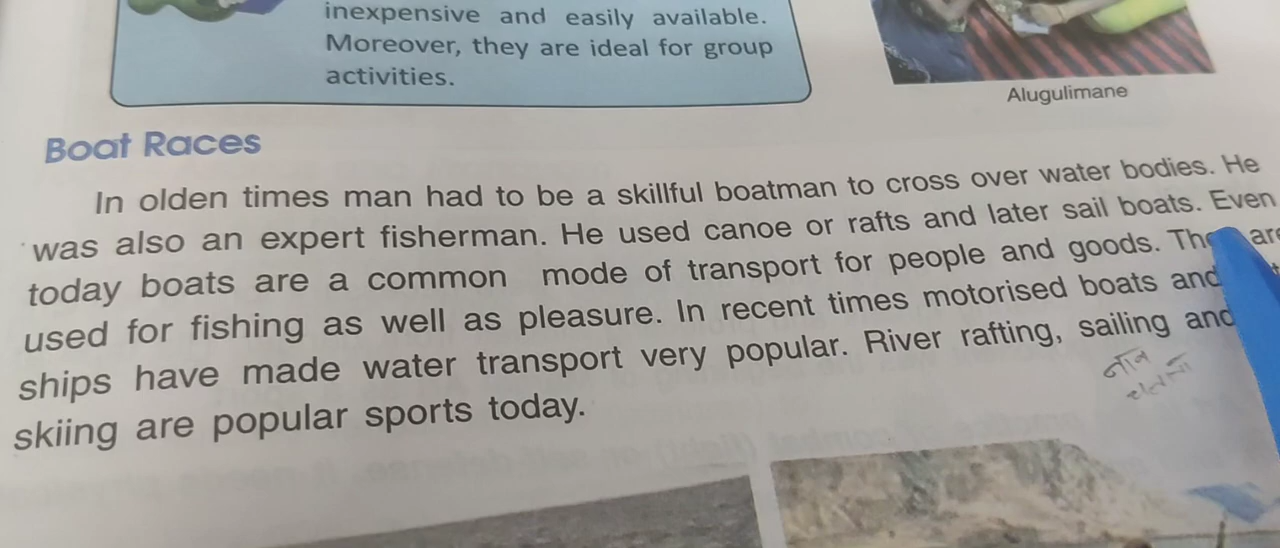 inexpensive and easily available.
Moreover, they are ideal for group
activities.
Alugulimane
Boat Races
In olden times man had to be a skillful boatman to cross over water bodies. He
was also an expert fisherman. He used canoe or rafts and later sail boats. Even
today boats are a common mode of transport for people and goods. are
used for fishing as well as pleasure. In recent times motorised boats and
ships have made water transport very popular. River rafting, sailing and
skiing are popular sports today.